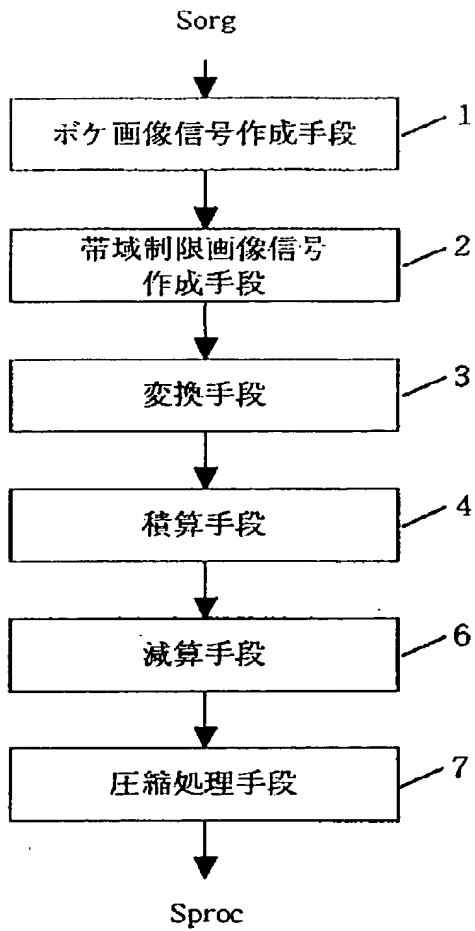 Sorg
ボケ画像信号作成手段
1
帯域制限画像信号
作成手段
2
変換手段
3
積算手段
4
減算手段
6
圧縮処理手段
7
Sproc